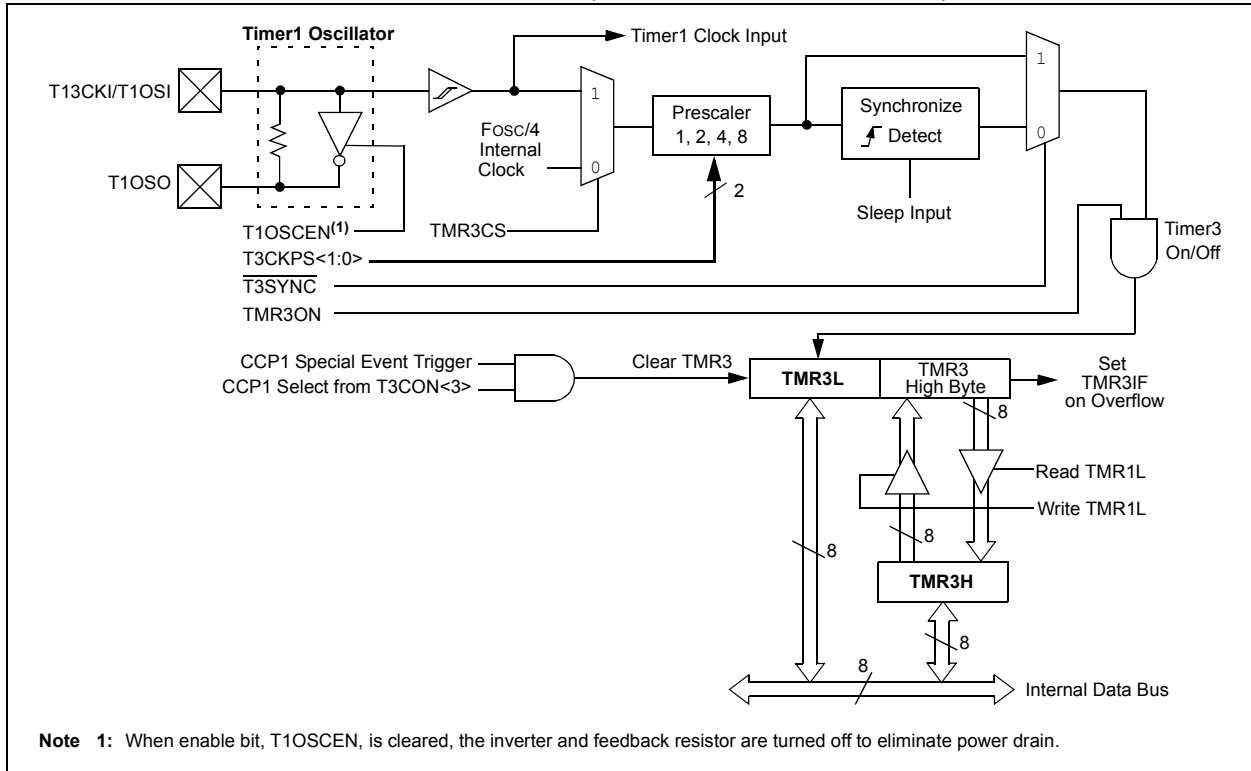 Timer1 Oscillator
Timer1 Clock Input
T13CKI/T1OSI
1
FOSC/4
Internal
Clock
0
Prescaler
1, 2, 4, 8
Synchronize
Detect
1
0
T1OSO
2
Sleep Input
T1OSCEN(1)
TMR3CS
T3CKPS<1:0>
T3SYNC
TMR3ON
Timer3
On/Off
CCP1 Special Event Trigger
CCP1 Select from T3CON<3>
Clear TMR3
TMR3L
TMR3
High Byte
Set
TMR3IF
on Overflow
8
Read TMR1L
Write TMR1L
8
8
TMR3H
8
8
Internal Data Bus
Note 1: When enable bit, T1OSCEN, is cleared, the inverter and feedback resistor are turned off to eliminate power drain.